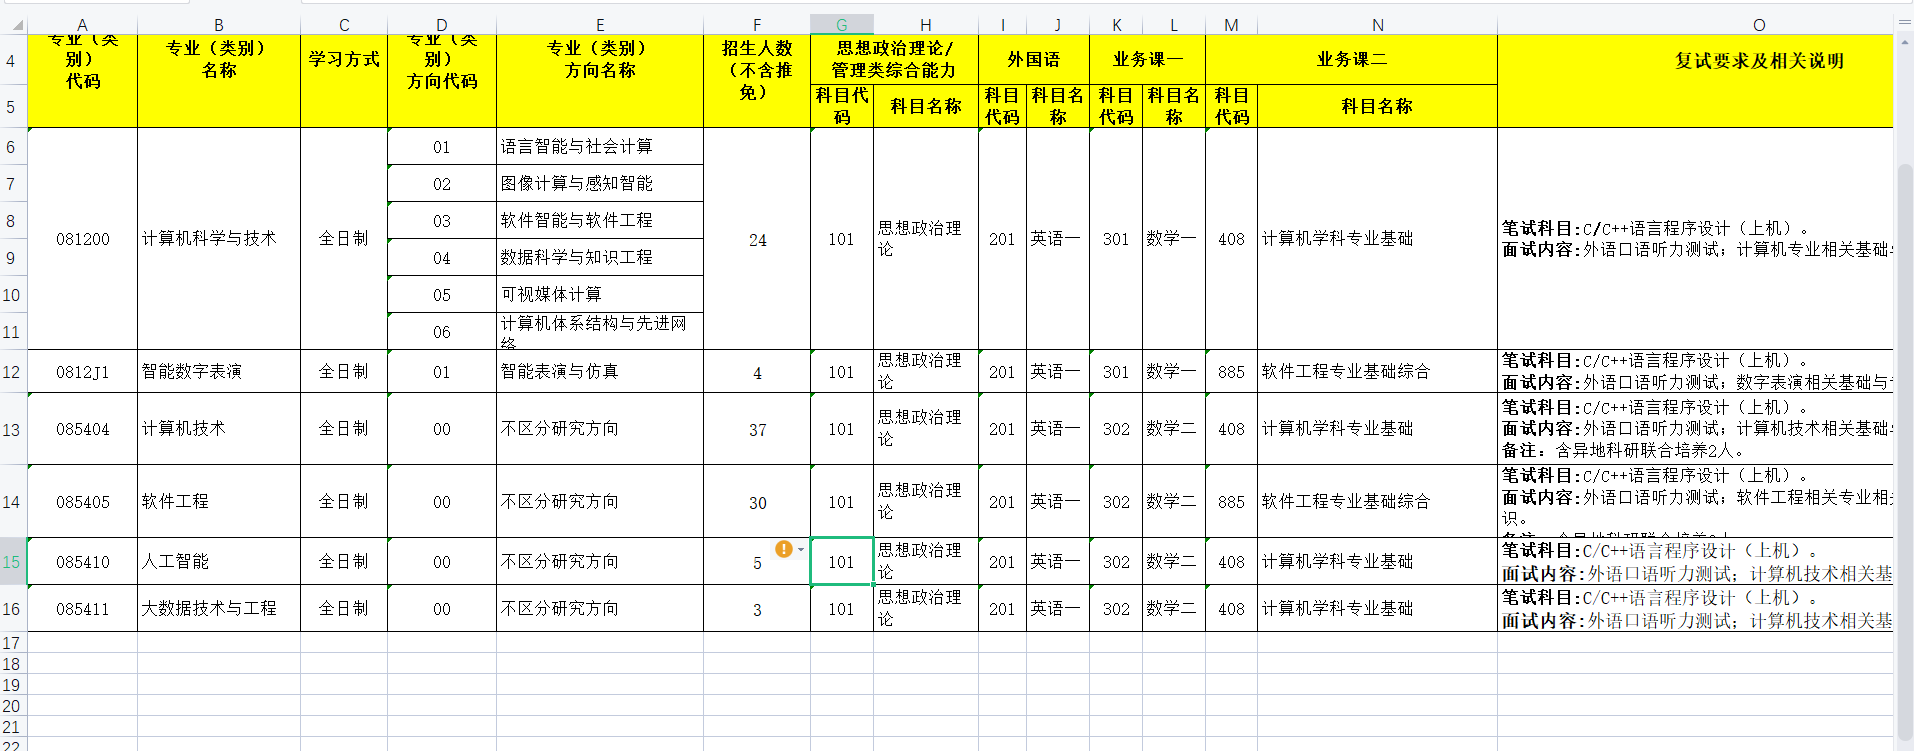 A B C D E F G H I J K L M N O
4
专业（类
别）
代码
专业（类别）
名称
学习方式
专业（类
别）
方向代码
专业（类别）
方向名称
招生人数
（不含推
免）
思想政治理论/
管理类综合能力
外国语
业务课一
业务课二
复试要求及相关说明
5
科目代
码
科目名称
科目
代码
科目名
称
科目
代码
科目名
称
科目
代码
科目名称
6 01 语言智能与社会计算
7 02 图像计算与感知智能
8 03 软件智能与软件工程
9 04 数据科学与知识工程
10 05 可视媒体计算
11 06 计算机体系结构与先进网
络
081200 计算机科学与技术 全日制 24 101 思想政治理
论
201 英语一 301 数学一 408 计算机学科专业基础
笔试科目:C/C++语言程序设计（上机）。
面试内容:外语口语听力测试；计算机专业相关基础
12 0812J1 智能数字表演 全日制 01 智能表演与仿真 4 101 思想政治理
论
201 英语一 301 数学一 885 软件工程专业基础综合
笔试科目:C/C++语言程序设计（上机）。
面试内容:外语口语听力测试；数字表演相关基础与
13 085404 计算机技术 全日制 00 不区分研究方向 37 101 思想政治理
论
201 英语一 302 数学二 408 计算机学科专业基础
笔试科目:C/C++语言程序设计（上机）。
面试内容:外语口语听力测试；计算机技术相关基础
备注：含异地科研联合培养2人。
14 085405 软件工程 全日制 00 不区分研究方向 30 101 思想政治理
论
201 英语一 302 数学二 885 软件工程专业基础综合
笔试科目:C/C++语言程序设计（上机）。
面试内容:外语口语听力测试；软件工程相关专业相
识。
15 085410 人工智能 全日制 00 不区分研究方向 5 101 思想政治理
论
201 英语一 302 数学二 408 计算机学科专业基础
笔试科目:C/C++语言程序设计（上机）。
面试内容:外语口语听力测试；计算机技术相关基
16 085411 大数据技术与工程 全日制 00 不区分研究方向 3 101 思想政治理
论
201 英语一 302 数学二 408 计算机学科专业基础
笔试科目:C/C++语言程序设计（上机）。
面试内容:外语口语听力测试；计算机技术相关基
17
18
19
20
21
22